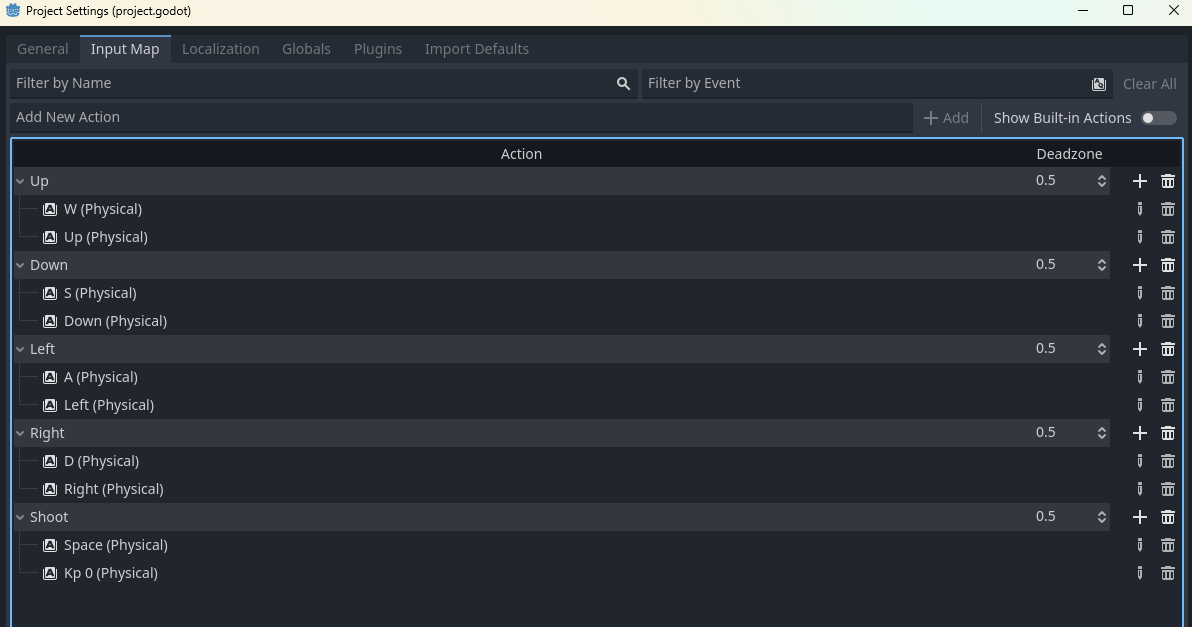 Project Settings (project.godot)
General Input Map Localization Globals Plugins Import Defaults
Filter by Name Filter by Event Clear All
Add New Action Add Show Built-in Actions
Action Deadzone
Up 0.5
W (Physical)
Up (Physical)
Down 0.5
S (Physical)
Down (Physical)
Left 0.5
A (Physical)
Left (Physical)
Right 0.5
D (Physical)
Right (Physical)
Shoot 0.5
Space (Physical)
Kp 0 (Physical)